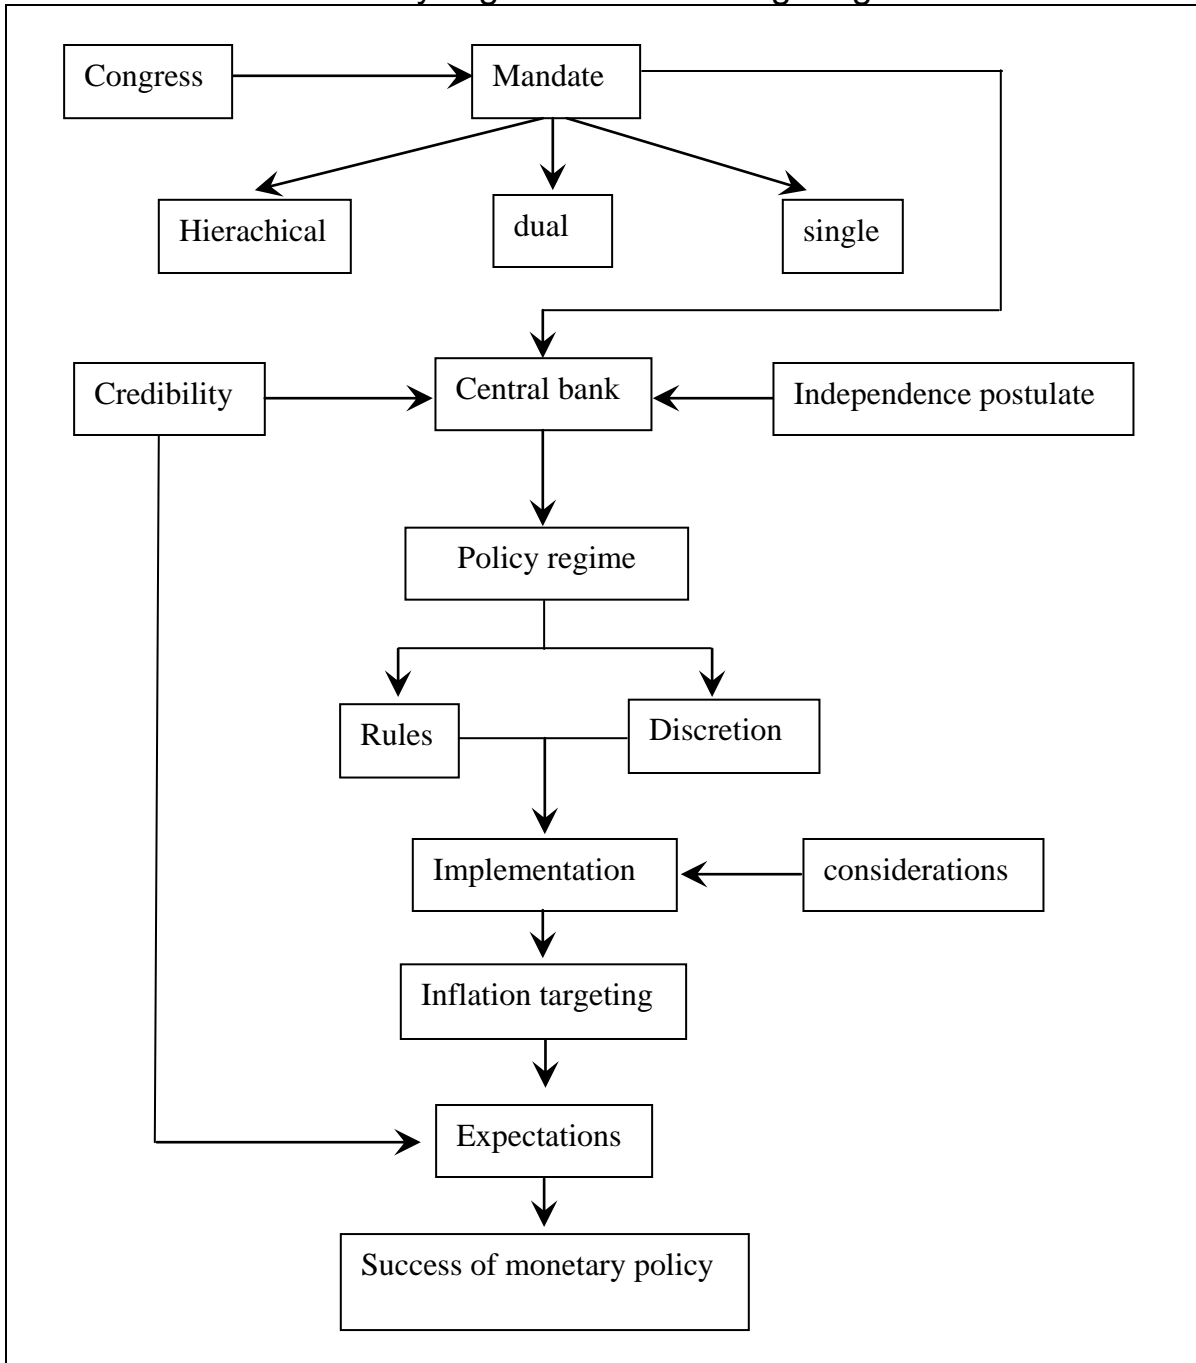 Congress
Mandate
Hierachical
dual
single
Credibility
Central bank
Independence postulate
Policy regime
Rules
Discretion
Implementation
considerations
Inflation targeting
Expectations
Success of monetary policy